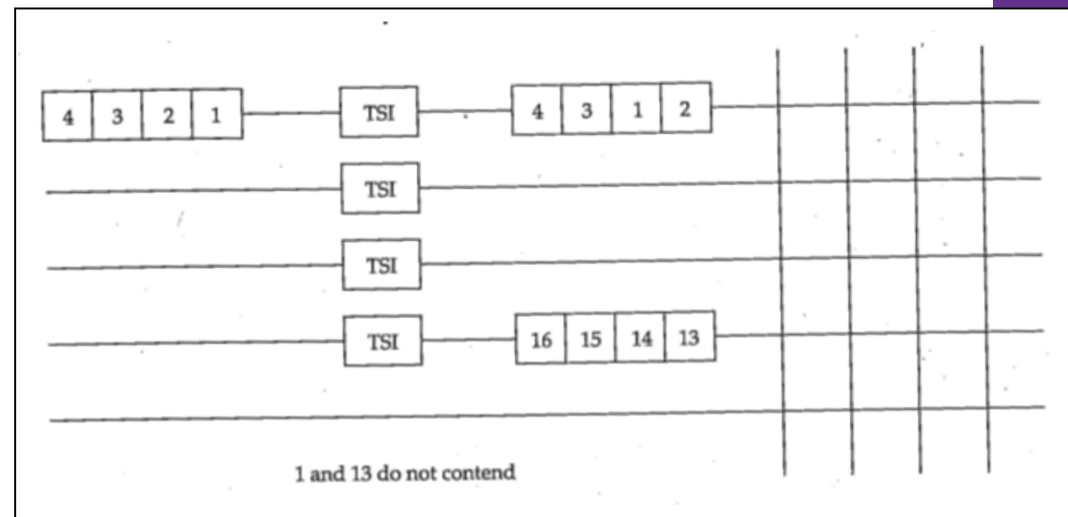 4 3 2 1 TSI 4 3 1 2
TSI
TSI
TSI 16 15 14 13
1 and 13 do not contend